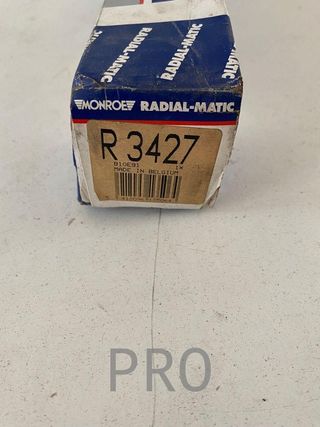 RADIAL-MATIC
RADIAL-MATIC
MONROE RADIAL-MATIC
R 3427
MADE IN BELGIUM
PRO